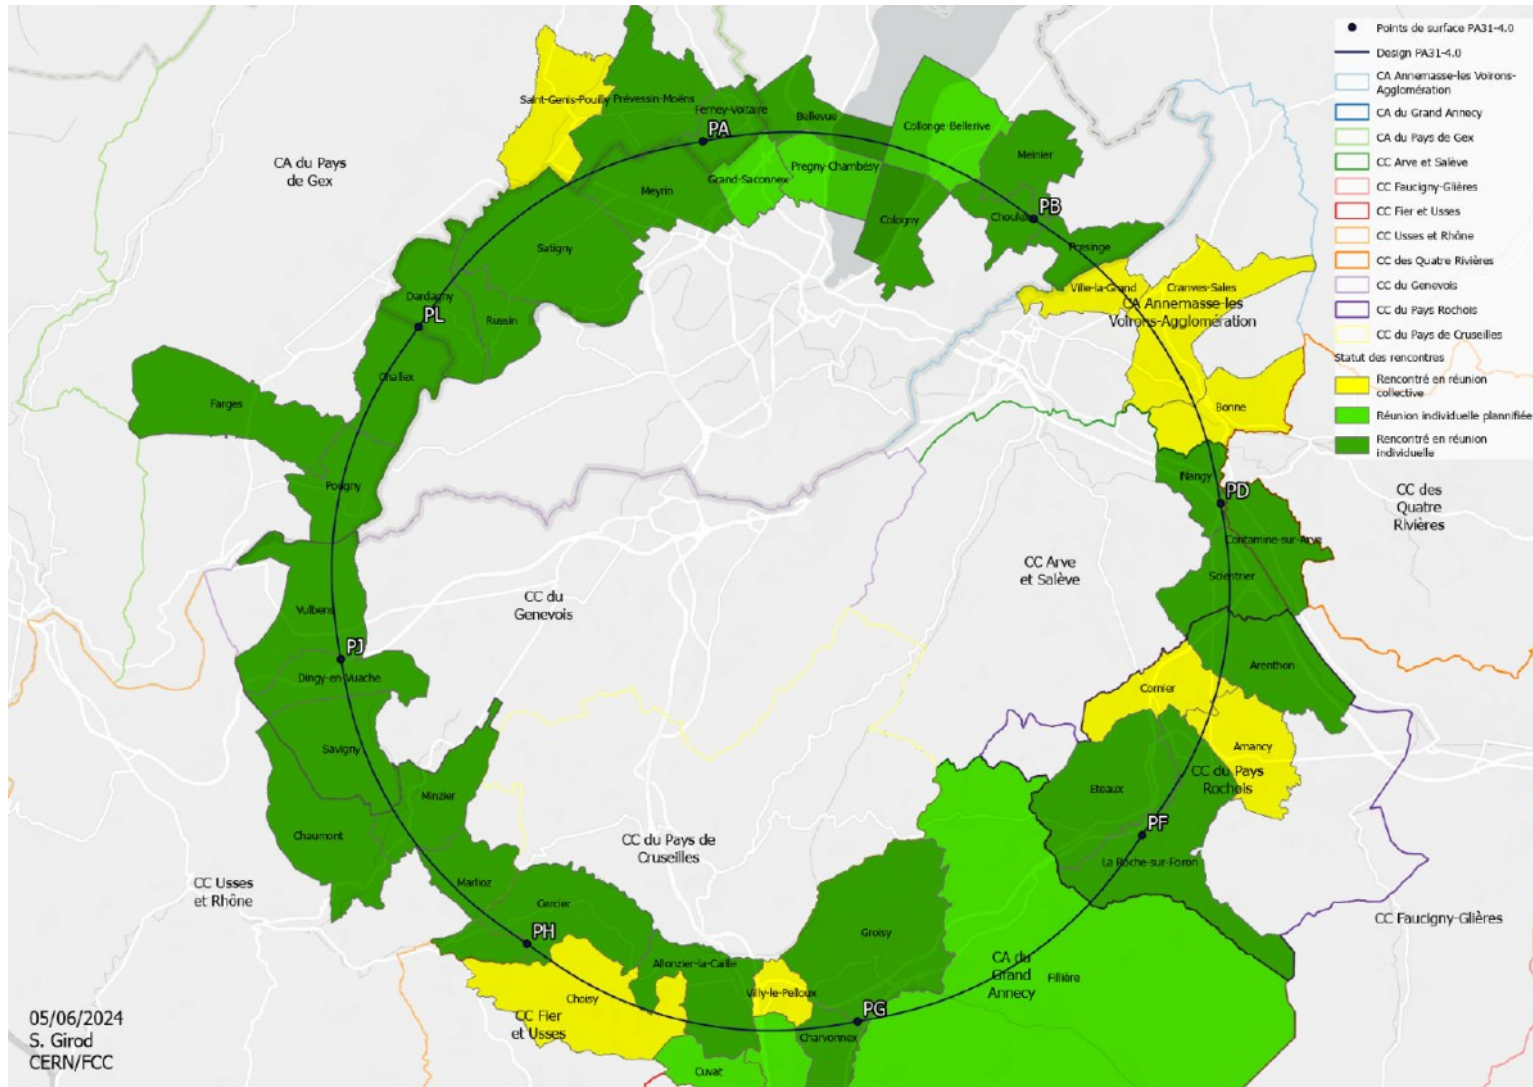 Points de surface PA31-4.0
Design PA31-4.0
CA Annemasse-les Voirons-
Agglomération
CA du Grand Annecy
CA du Pays de Gex
CC Arve et Salève
CC Faucigny-Glières
CC Fier et Usses
CC Usses et Rhône
CC des Quatre Rivières
CC du Genevois
CC du Pays Rochois
CC du Pays de Cruseilles
Statut des rencontres
Rencontré en réunion
collective
Réunion individuelle plannifiée
Rencontré en réunion
individuelle
Saint-Genis-Pouilly
Prévessin-Moëns
Ferney-Voltaire
PA
Bellevue
Collonge-Bellerive
Meinier
CA du Pays
de Gex
Meyrin
Grand-Saconnex
Pregny-Chambésy
Cologny
Choulex
PB
Presinge
Satigny
Dardagny
PL
Russin
Ville-la-Grand
Cranves-Sales
CA Annemasse-les
Voirons-Agglomération
Challex
Farges
Bonne
Pougny
Nangy
PD
CC des
Quatre
Rivières
Contamine-sur-Arve
CC Arve
et Salève
Scientrier
CC du
Genevois
Vulbens
PJ
Dingy-en-Vuache
Arenthon
Cornier
Savigny
Amancy
CC du Pays
Rochois
Minzier
Eteaux
Chaumont
PF
CC du Pays de
Cruseilles
La Roche-sur-Foron
Marlioz
CC Usses
et Rhône
Cercier
CC Faucigny-Glières
PH
Groisy
Allonzier-la-Caille
CA du
Grand
Annecy
Fillière
Choisy
Villy-le-Pelloux
CC Fier
et Usses
PG
Charvonnex
Cuvat
05/06/2024
S. Girod
CERN/FCC